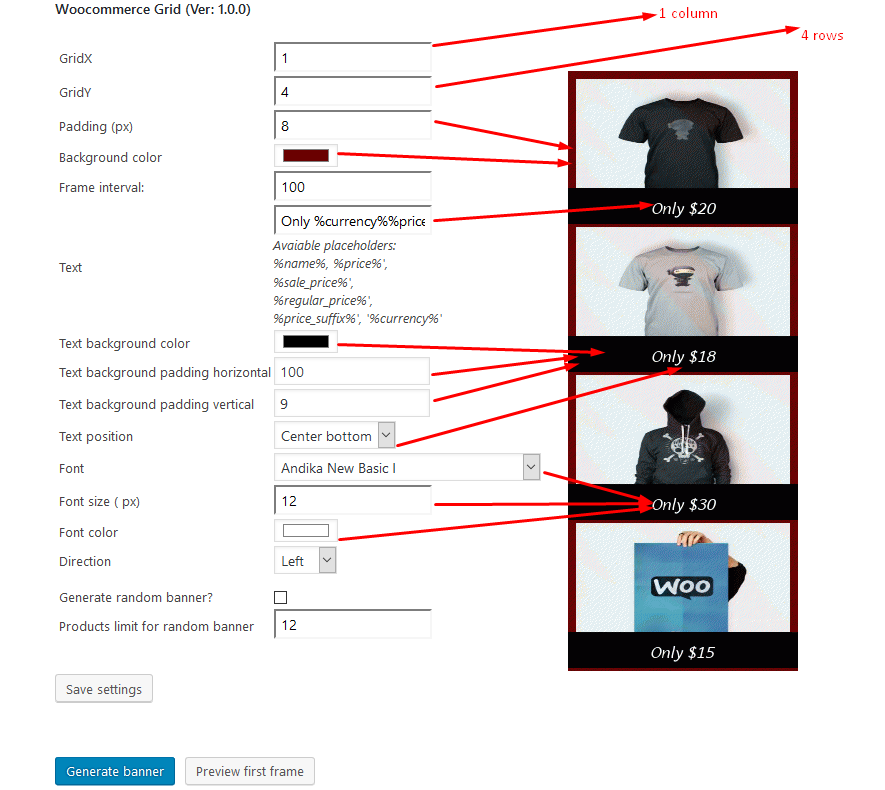 Woocommerce Grid (Ver: 1.0.0)
1 column
4 rows
GridX 1
GridY 4
Padding (px) 8
Background color
Frame interval: 100
Only %currency%%price
Text
Avaiable placeholders:
%name%, %price%',
%sale_price%',
%regular_price%',
%price_suffix%', '%currency%'
Text background color
Text background padding horizontal 100
Text background padding vertical 9
Text position Center bottom
Font Andika New Basic I
Font size ( px) 12
Font color
Direction Left
Generate random banner?
Products limit for random banner 12
Save settings
Generate banner Preview first frame
Only $20
Only $18
Only $30
WOO
Only $15